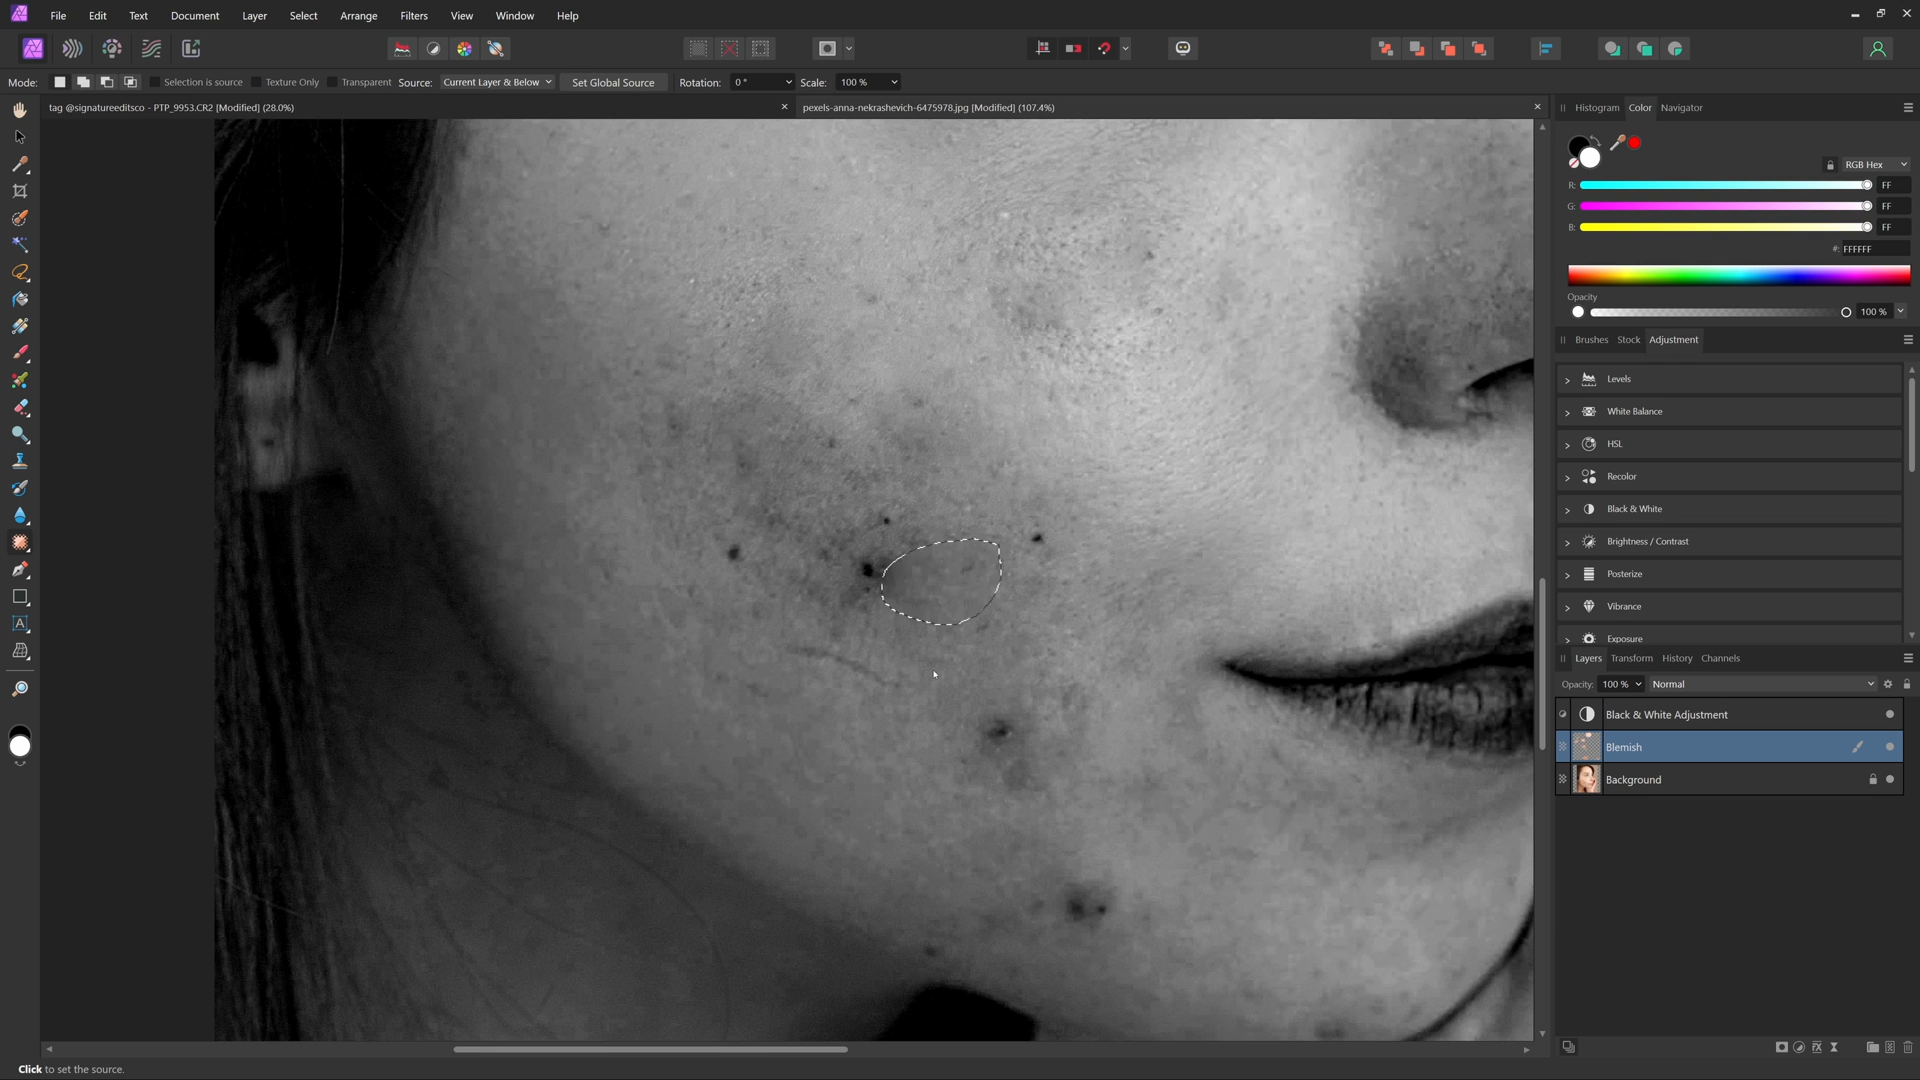 File Edit Text Document Layer Select Arrange Filters View Window Help
Mode: Selection is source Texture Only Transparent Source: Current Layer & Below Set Global Source Rotation: 0 ° Scale: 100 %
tag @signatureeditsco - PTP_9953.CR2 [Modified] (28.0%) pexels-anna-nekrashevich-6475978.jpg [Modified] (107.4%)
Histogram Color Navigator
RGB Hex
R: FF
G: FF
B: FF
#: FFFFFF
Opacity
100 %
Brushes Stock Adjustment
Levels
White Balance
HSL
Recolor
Black & White
Brightness / Contrast
Posterize
Vibrance
Exposure
Layers Transform History Channels
Opacity: 100 % Normal
Black & White Adjustment
Blemish
Background
A
Click to set the source.